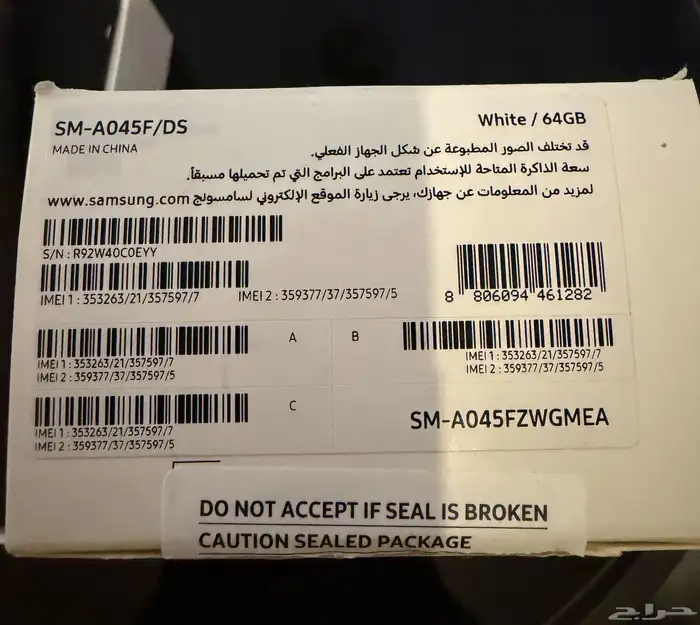 SM-A045F/DS
White / 64GB
MADE IN CHINA
قد تختلف الصور المطبوعة عن شكل الجهاز الفعلي.
سعة الذاكرة المتاحة للإستخدام تعتمد على البرامج التي تم تحميلها مسبقاً.
لمزيد من المعلومات عن جهازك، يرجى زيارة الموقع الإلكتروني لسامسونج www.samsung.com
S/N : R92W40C0EYY
IMEI 1 : 353263/21/357597/7
IMEI 2 : 359377/37/357597/5
8 806094 461282
A
B
IMEI 1 : 353263/21/357597/7
IMEI 2 : 359377/37/357597/5
IMEI 1 : 353263/21/357597/7
IMEI 2 : 359377/37/357597/5
C
SM-A045FZWGMEA
IMEI 1 : 353263/21/357597/7
IMEI 2 : 359377/37/357597/5
DO NOT ACCEPT IF SEAL IS BROKEN
CAUTION SEALED PACKAGE
حراج